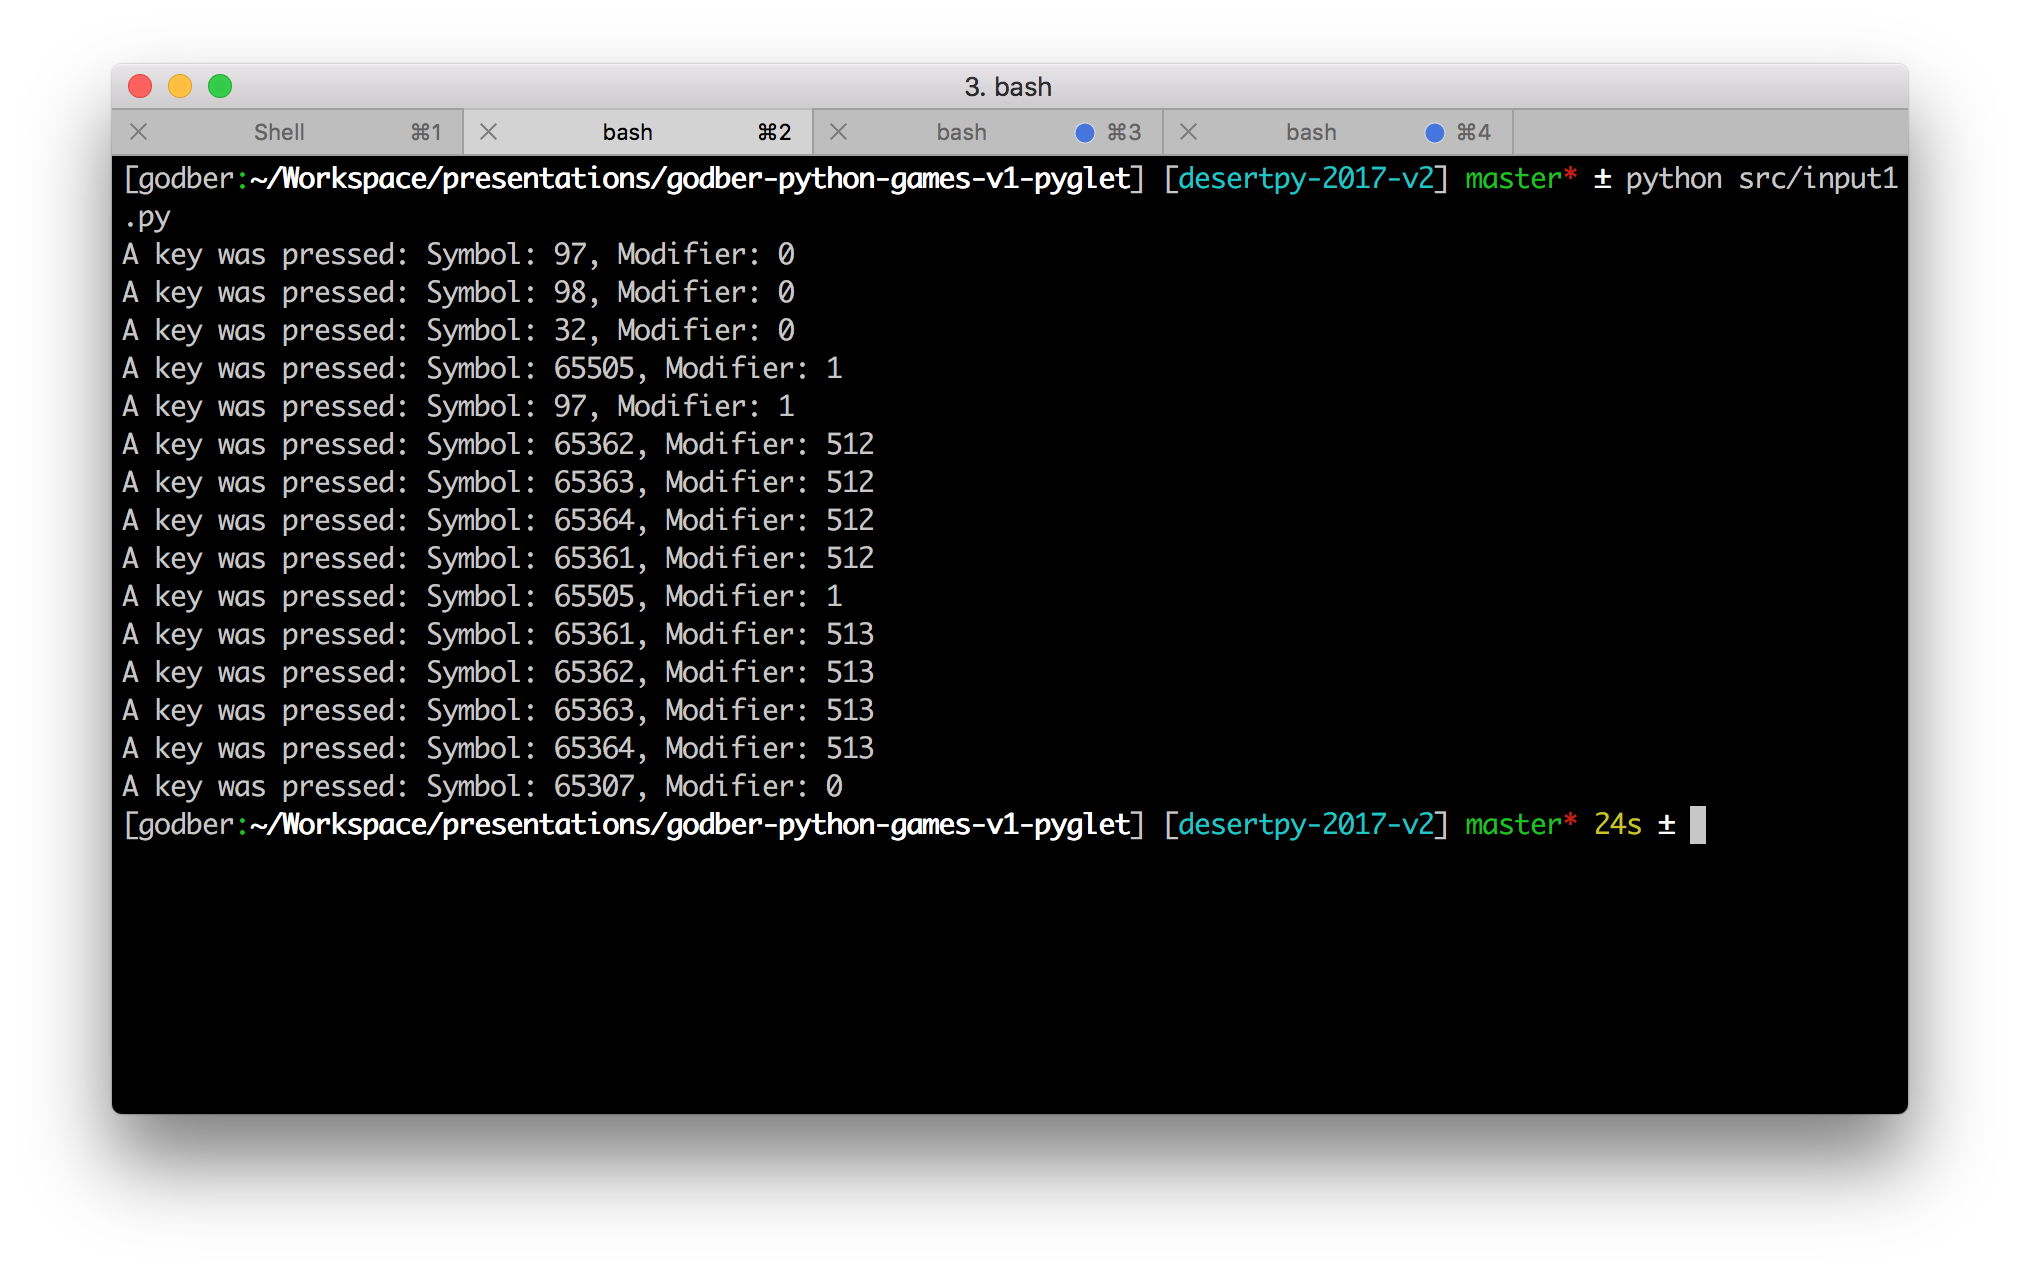 3. bash
Shell ⌘1 bash ⌘2 bash ⌘3 bash ⌘4
[godber:~/Workspace/presentations/godber-python-games-v1-pyglet] [desertpy-2017-v2] master* ± python src/input1
.py
A key was pressed: Symbol: 97, Modifier: 0
A key was pressed: Symbol: 98, Modifier: 0
A key was pressed: Symbol: 32, Modifier: 0
A key was pressed: Symbol: 65505, Modifier: 1
A key was pressed: Symbol: 97, Modifier: 1
A key was pressed: Symbol: 65362, Modifier: 512
A key was pressed: Symbol: 65363, Modifier: 512
A key was pressed: Symbol: 65364, Modifier: 512
A key was pressed: Symbol: 65361, Modifier: 512
A key was pressed: Symbol: 65505, Modifier: 1
A key was pressed: Symbol: 65361, Modifier: 513
A key was pressed: Symbol: 65362, Modifier: 513
A key was pressed: Symbol: 65363, Modifier: 513
A key was pressed: Symbol: 65364, Modifier: 513
A key was pressed: Symbol: 65307, Modifier: 0
[godber:~/Workspace/presentations/godber-python-games-v1-pyglet] [desertpy-2017-v2] master* 24s ±